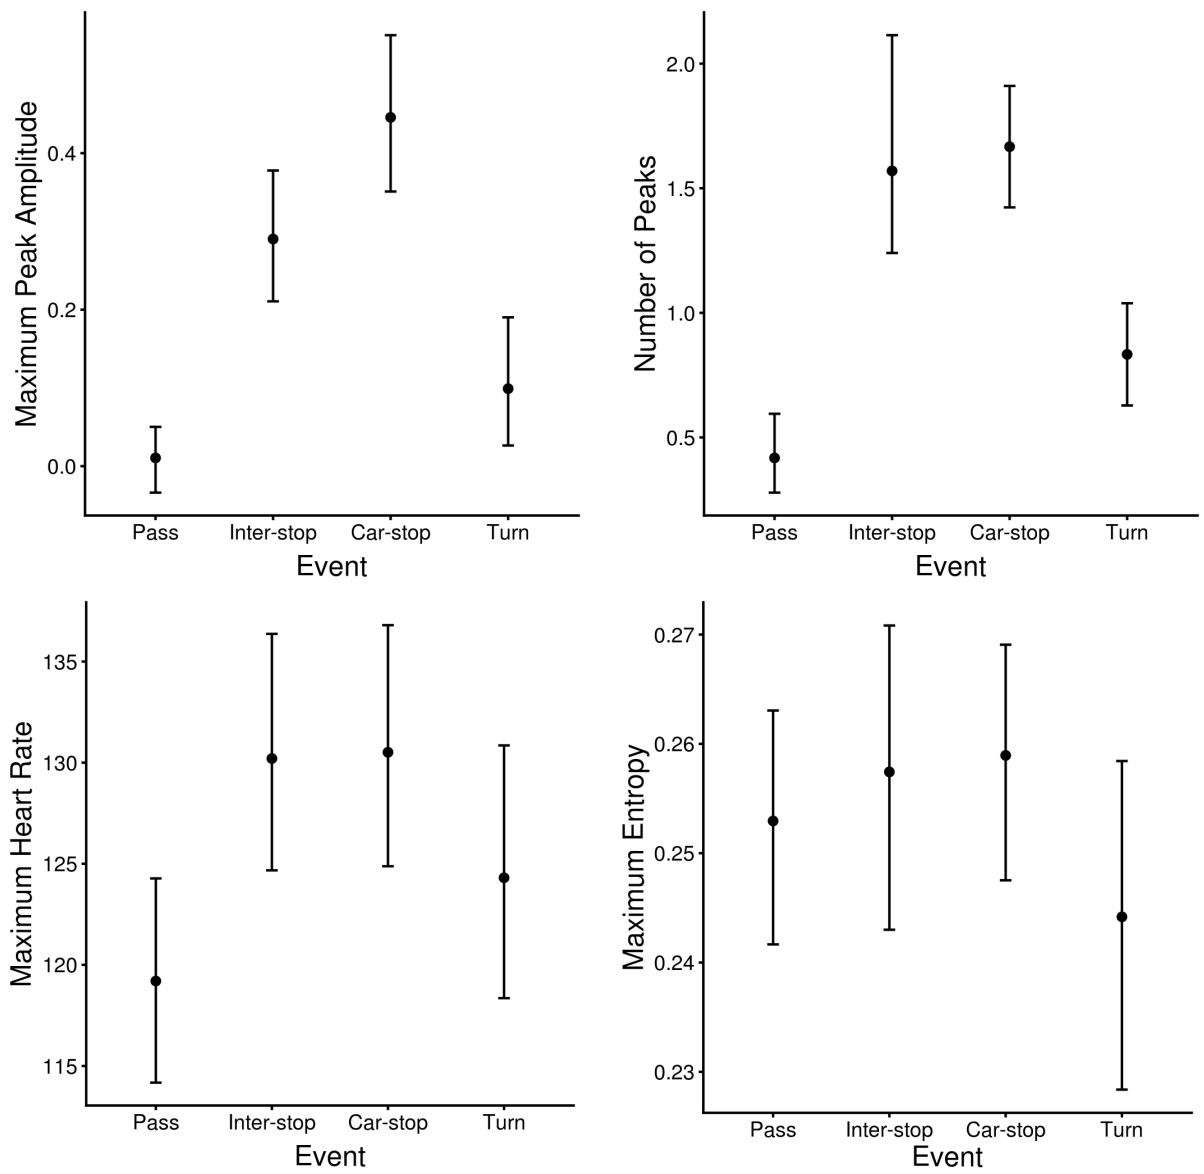 Maximum Peak Amplitude
0.4
0.2
0.0
Pass Inter-stop Car-stop Turn
Event
Number of Peaks
2.0
1.5
1.0
0.5
Pass Inter-stop Car-stop Turn
Event
Maximum Heart Rate
135
130
125
120
115
Pass Inter-stop Car-stop Turn
Event
Maximum Entropy
0.27
0.26
0.25
0.24
0.23
Pass Inter-stop Car-stop Turn
Event